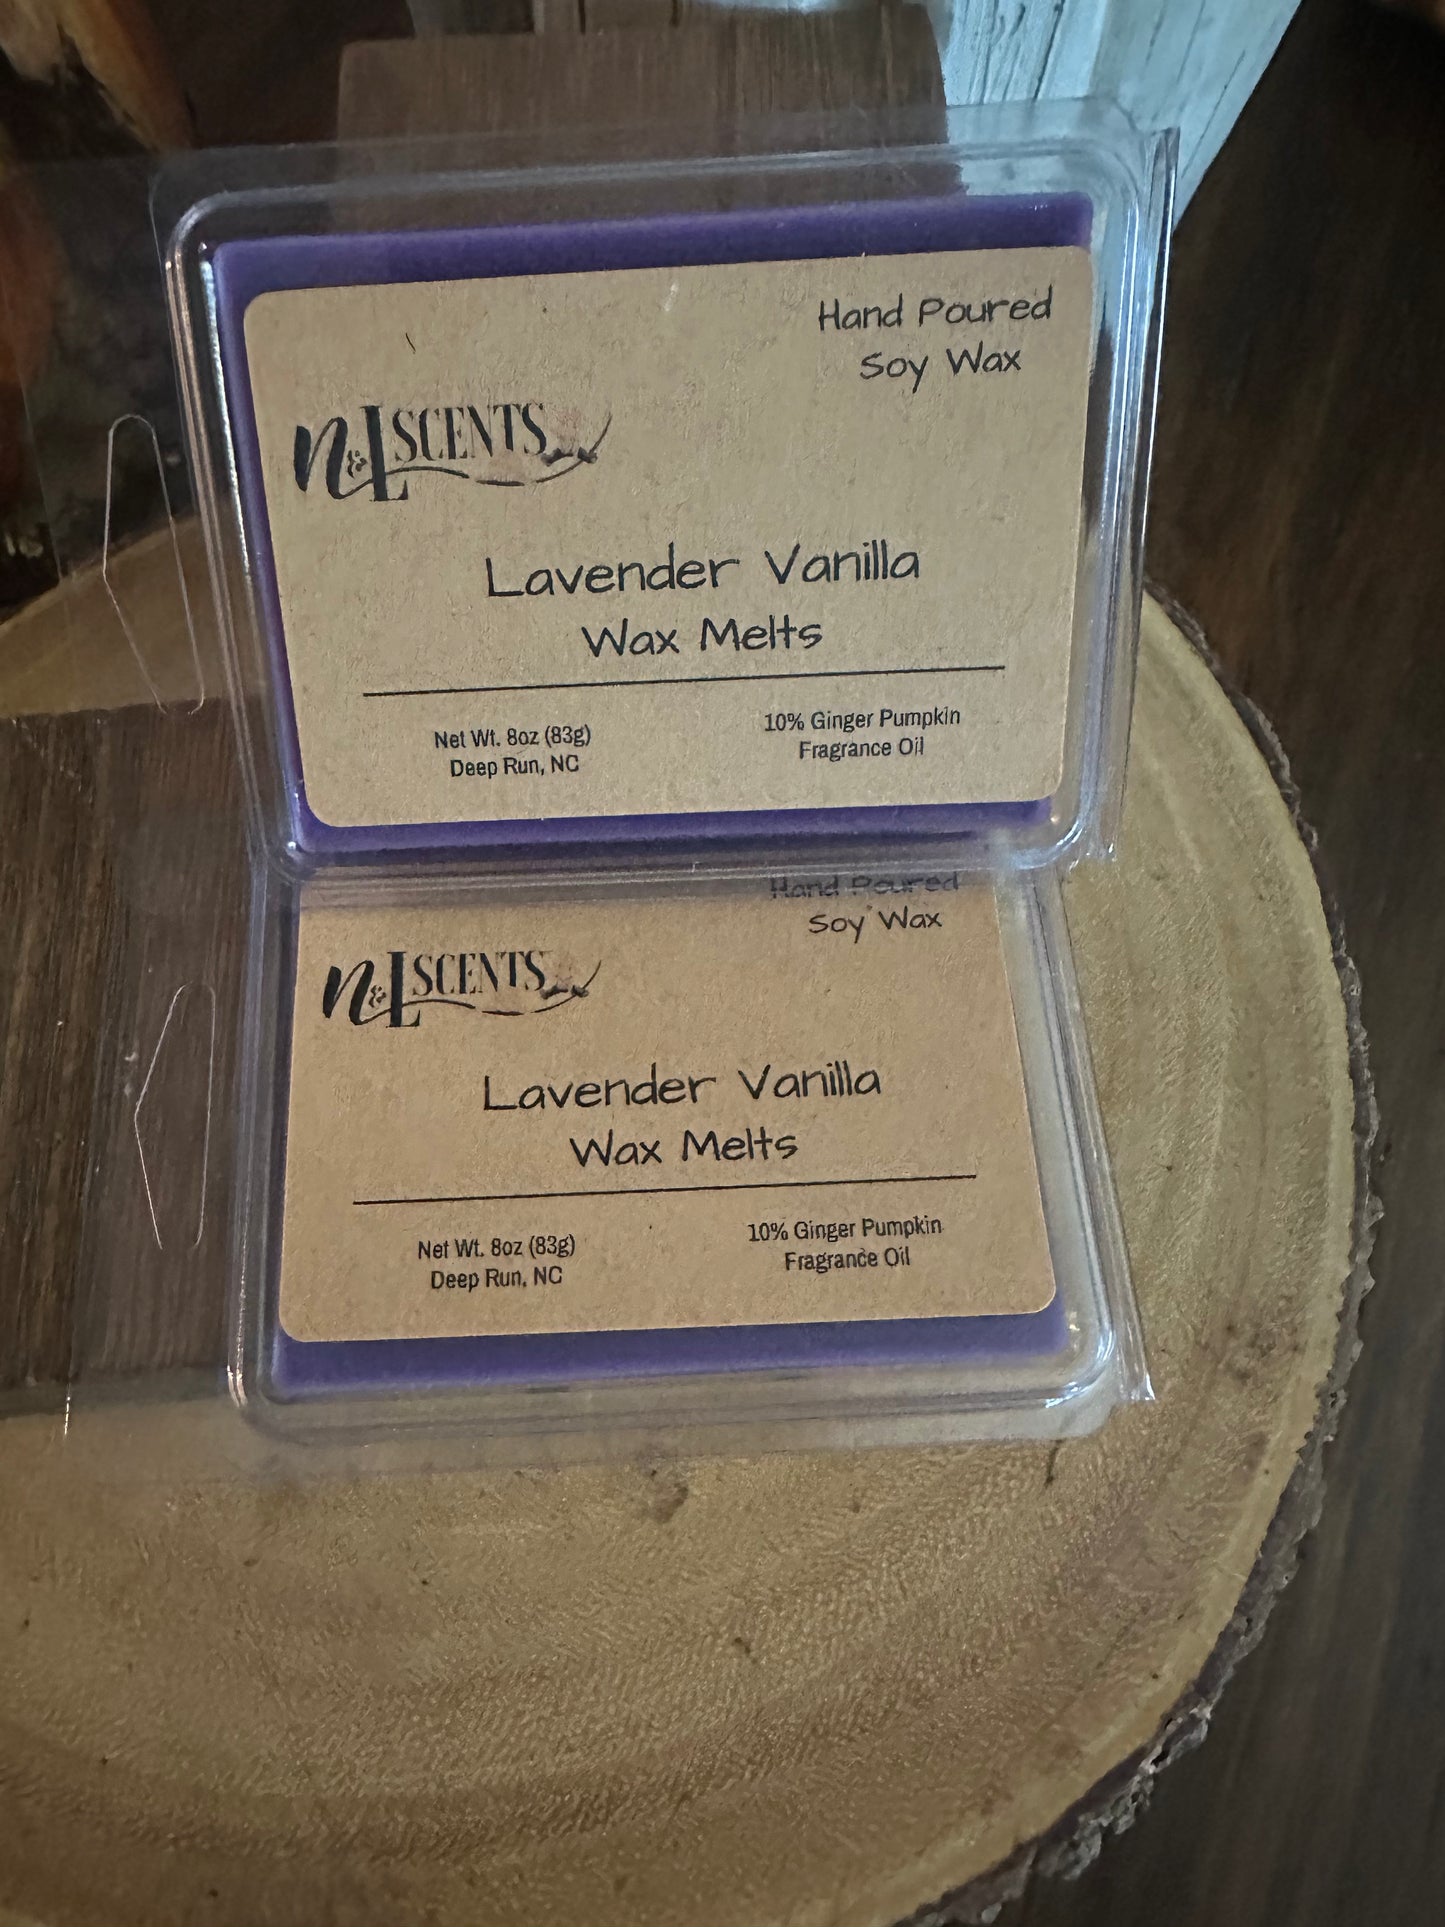 Hand Poured
Soy Wax
n&L SCENTS
Lavender Vanilla
Wax Melts
Net Wt. 8oz (83g)
Deep Run, NC
10% Ginger Pumpkin
Fragrance Oil
Hand Poured
Soy Wax
n&L SCENTS
Lavender Vanilla
Wax Melts
Net Wt. 8oz (83g)
Deep Run, NC
10% Ginger Pumpkin
Fragrance Oil